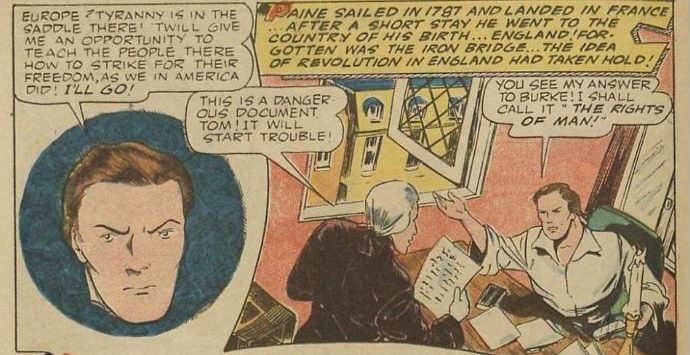 EUROPE? TYRANNY IS IN THE
SADDLE THERE! 'TWILL GIVE
ME AN OPPORTUNITY TO
TEACH THE PEOPLE THERE
HOW TO STRIKE FOR THEIR
FREEDOM, AS WE IN AMERICA
DID! I'LL GO!
PAINE SAILED IN 1787 AND LANDED IN FRANCE
...AFTER A SHORT STAY HE WENT TO THE
COUNTRY OF HIS BIRTH...ENGLAND! FOR-
GOTTEN WAS THE IRON BRIDGE...THE IDEA
OF REVOLUTION IN ENGLAND HAD TAKEN HOLD!
THIS IS A DANGER-
OUS DOCUMENT,
TOM! IT WILL
START TROUBLE!
YOU SEE MY ANSWER
TO BURKE! I SHALL
CALL IT "THE RIGHTS
OF MAN!"